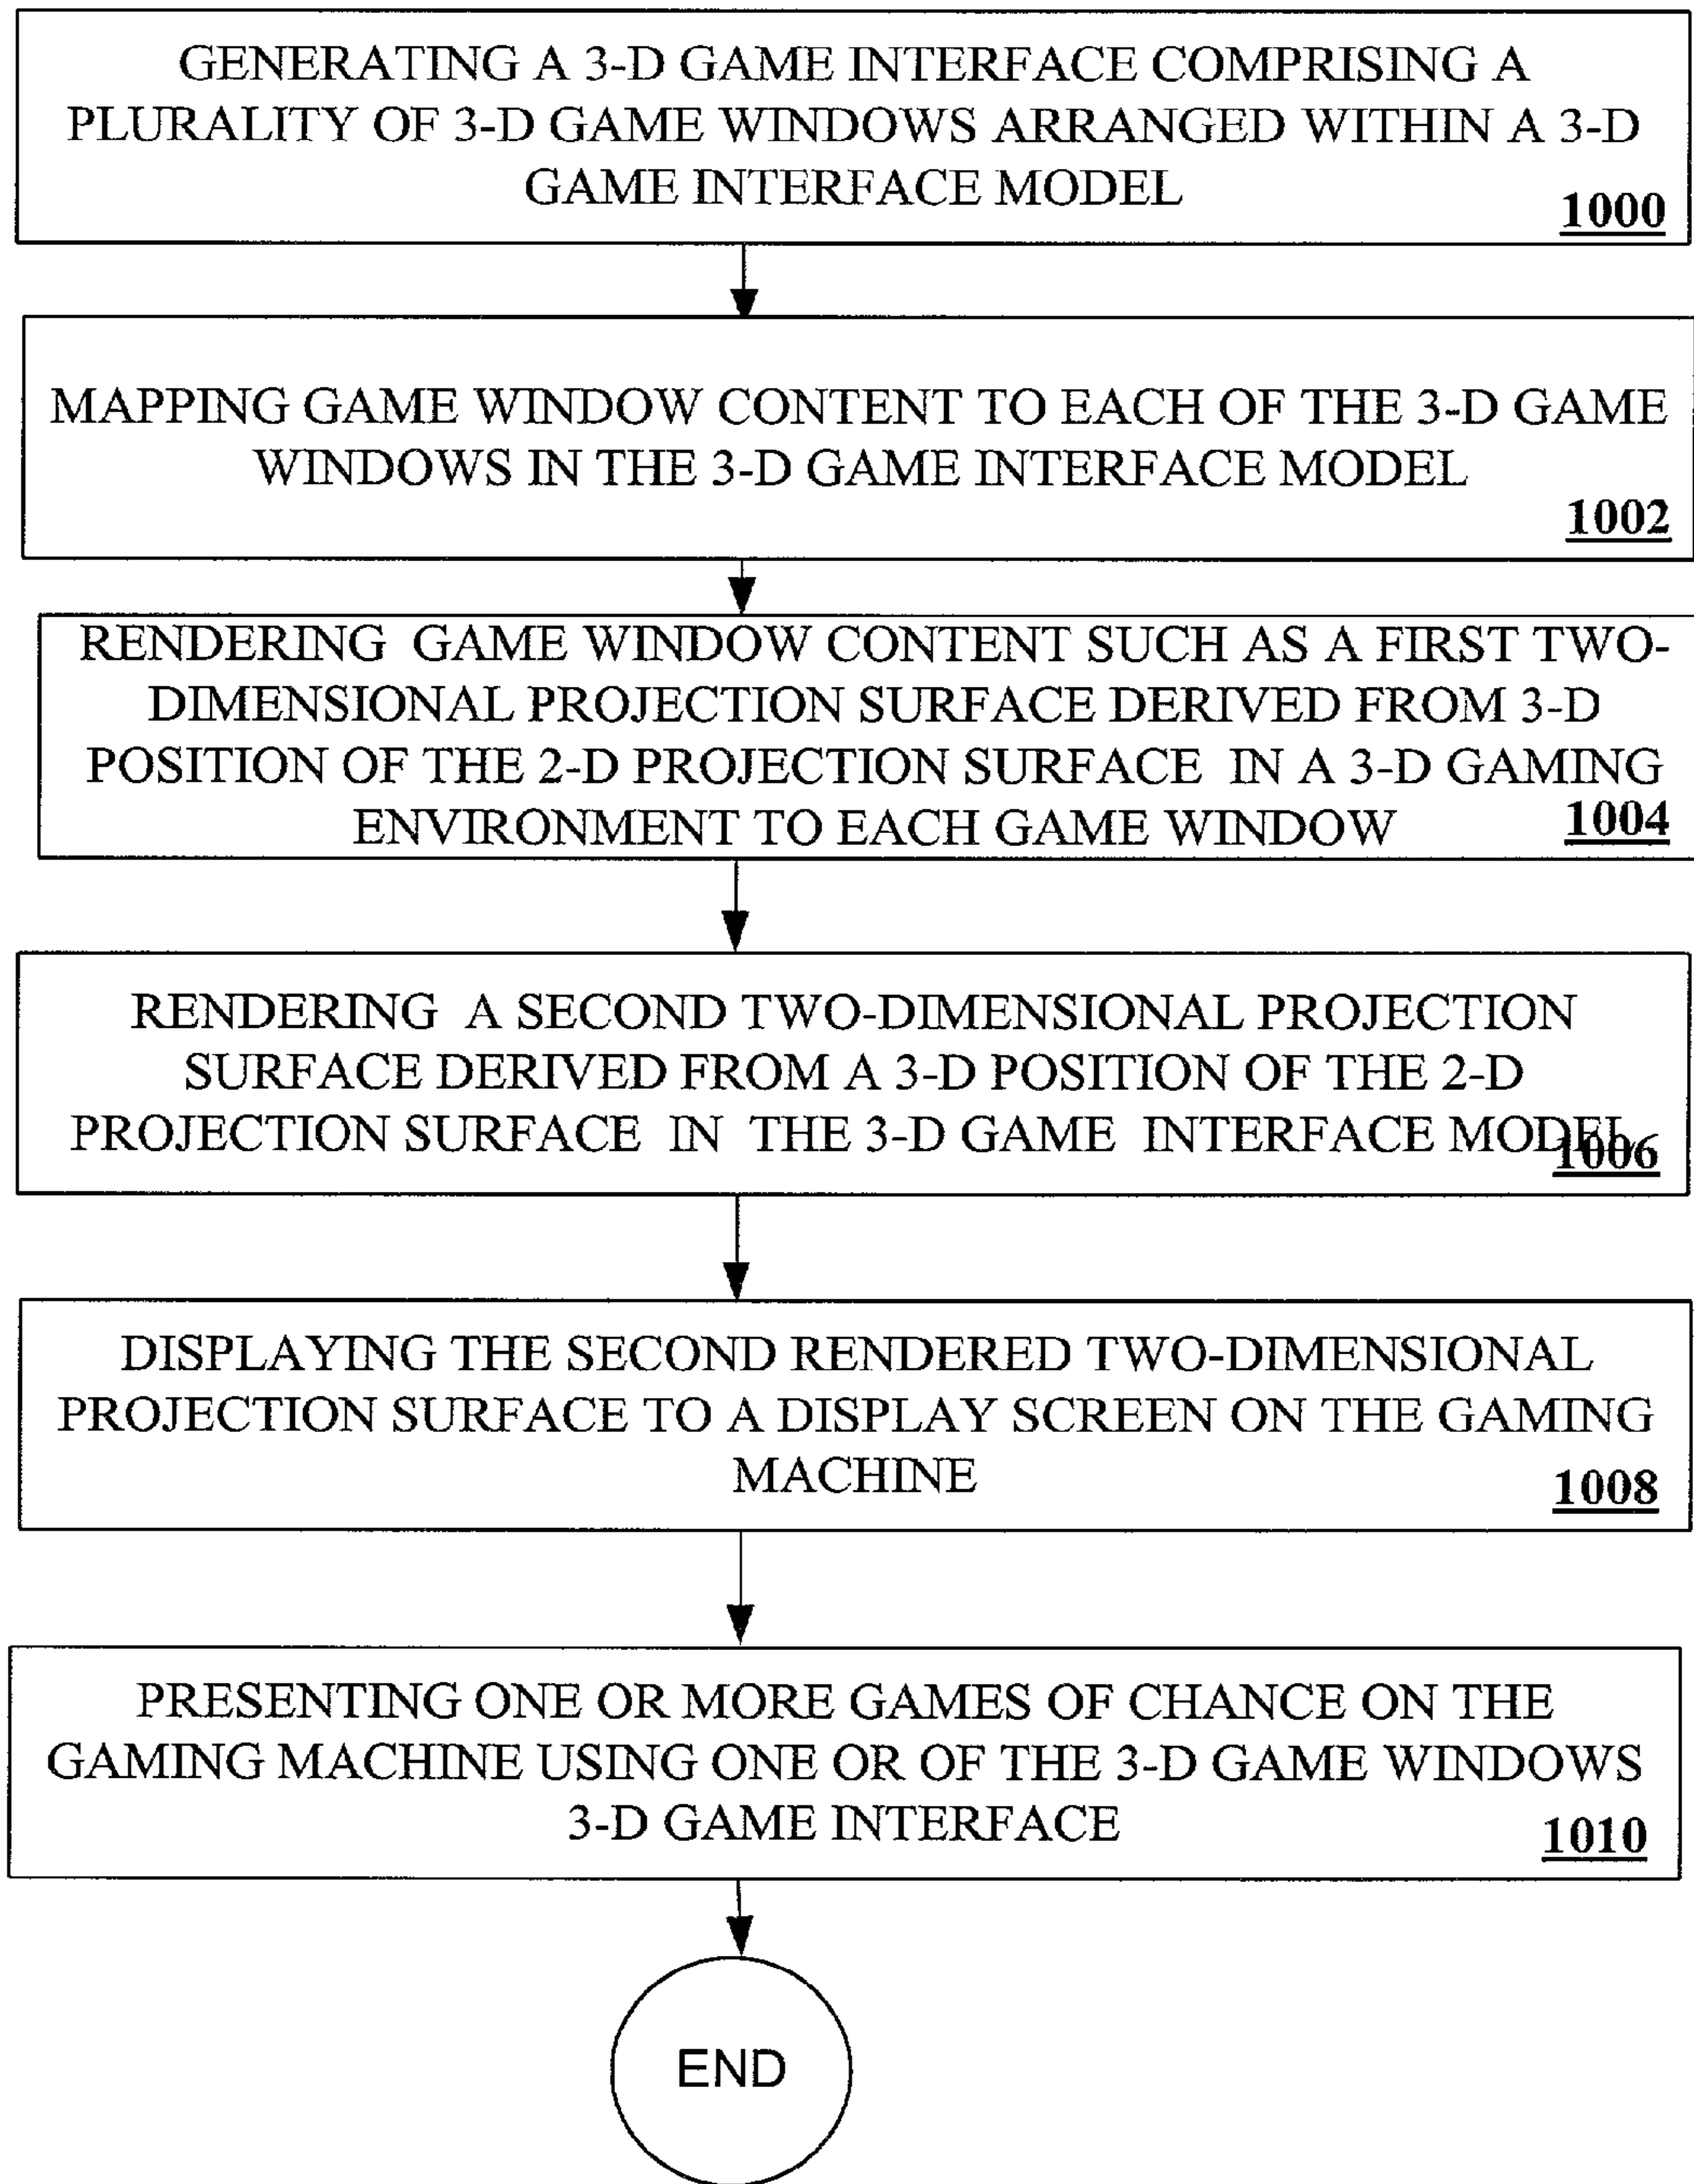 GENERATING A 3-D GAME INTERFACE COMPRISING A
PLURALITY OF 3-D GAME WINDOWS ARRANGED WITHIN A 3-D
GAME INTERFACE MODEL
1000
MAPPING GAME WINDOW CONTENT TO EACH OF THE 3-D GAME
WINDOWS IN THE 3-D GAME INTERFACE MODEL
1002
RENDERING GAME WINDOW CONTENT SUCH AS A FIRST TWO-
DIMENSIONAL PROJECTION SURFACE DERIVED FROM 3-D
POSITION OF THE 2-D PROJECTION SURFACE IN A 3-D GAMING
ENVIRONMENT TO EACH GAME WINDOW
1004
RENDERING A SECOND TWO-DIMENSIONAL PROJECTION
SURFACE DERIVED FROM A 3-D POSITION OF THE 2-D
PROJECTION SURFACE IN THE 3-D GAME INTERFACE MODEL
1006
DISPLAYING THE SECOND RENDERED TWO-DIMENSIONAL
PROJECTION SURFACE TO A DISPLAY SCREEN ON THE GAMING
MACHINE
1008
PRESENTING ONE OR MORE GAMES OF CHANCE ON THE
GAMING MACHINE USING ONE OR OF THE 3-D GAME WINDOWS
3-D GAME INTERFACE
1010
END